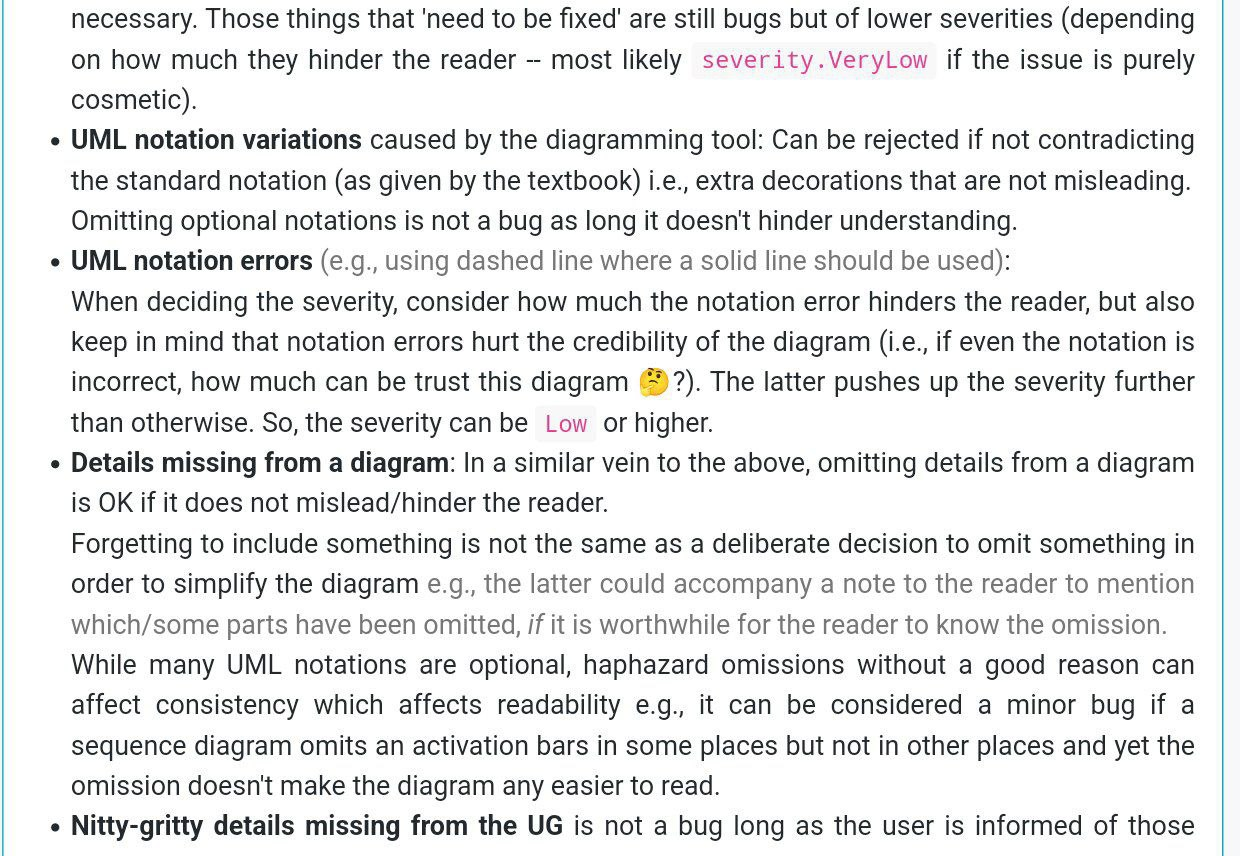 necessary. Those things that 'need to be fixed' are still bugs but of lower severities (depending
on how much they hinder the reader -- most likely severity.VeryLow if the issue is purely
cosmetic).
• UML notation variations caused by the diagramming tool: Can be rejected if not contradicting
the standard notation (as given by the textbook) i.e., extra decorations that are not misleading.
Omitting optional notations is not a bug as long it doesn't hinder understanding.
• UML notation errors (e.g., using dashed line where a solid line should be used):
When deciding the severity, consider how much the notation error hinders the reader, but also
keep in mind that notation errors hurt the credibility of the diagram (i.e., if even the notation is
incorrect, how much can be trust this diagram 🤔?). The latter pushes up the severity further
than otherwise. So, the severity can be Low or higher.
• Details missing from a diagram: In a similar vein to the above, omitting details from a diagram
is OK if it does not mislead/hinder the reader.
Forgetting to include something is not the same as a deliberate decision to omit something in
order to simplify the diagram e.g., the latter could accompany a note to the reader to mention
which/some parts have been omitted, if it is worthwhile for the reader to know the omission.
While many UML notations are optional, haphazard omissions without a good reason can
affect consistency which affects readability e.g., it can be considered a minor bug if a
sequence diagram omits an activation bars in some places but not in other places and yet the
omission doesn't make the diagram any easier to read.
• Nitty-gritty details missing from the UG is not a bug long as the user is informed of those